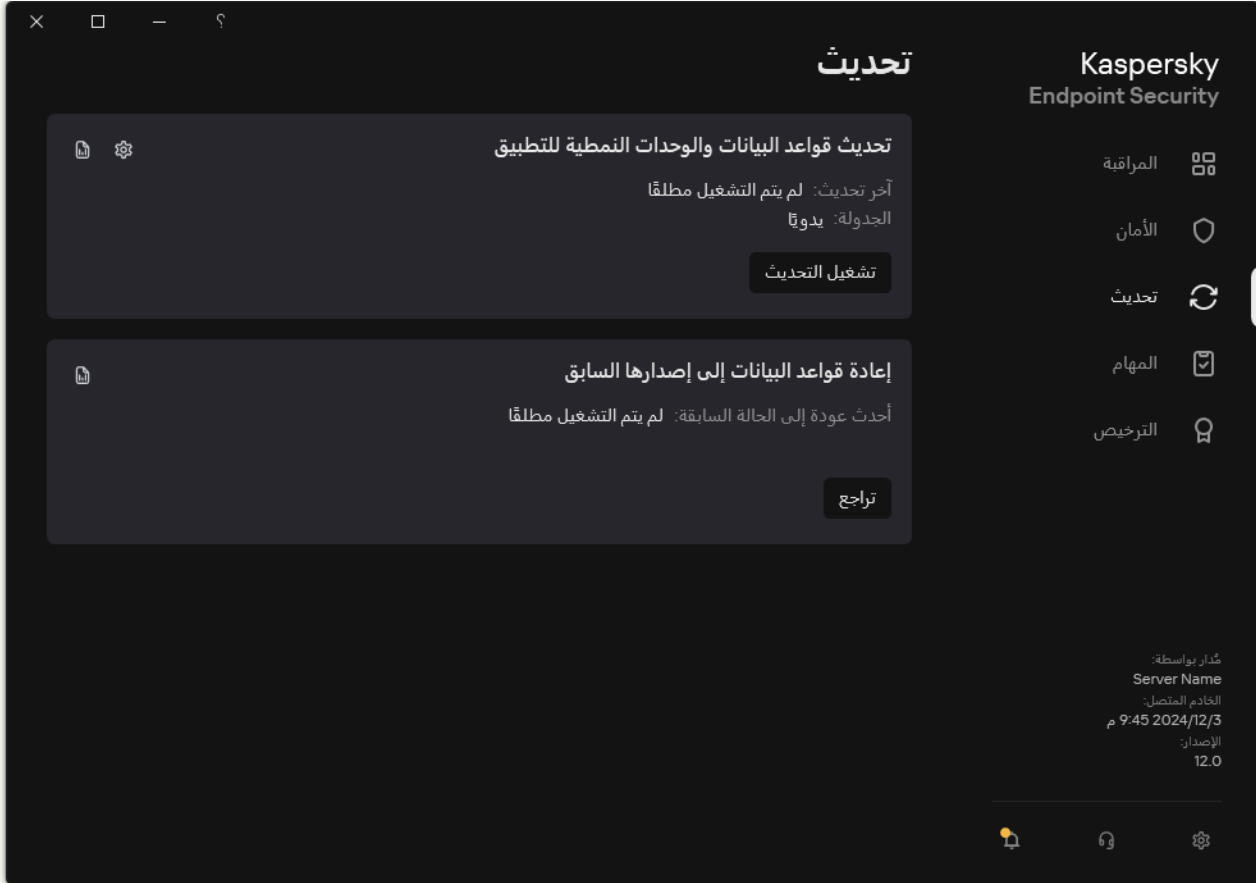 ؟
Kaspersky
Endpoint Security
المراقبة
الأمان
تحديث
المهام
الترخيص
مُدار بواسطة:
Server Name
الخادم المتصل:
2024/12/3 9:45 م
الإصدار:
12.0
تحديث
تحديث قواعد البيانات والوحدات النمطية للتطبيق
آخر تحديث: لم يتم التشغيل مطلقًا
الجدولة: يدويًا
تشغيل التحديث
إعادة قواعد البيانات إلى إصدارها السابق
أحدث عودة إلى الحالة السابقة: لم يتم التشغيل مطلقًا
تراجع